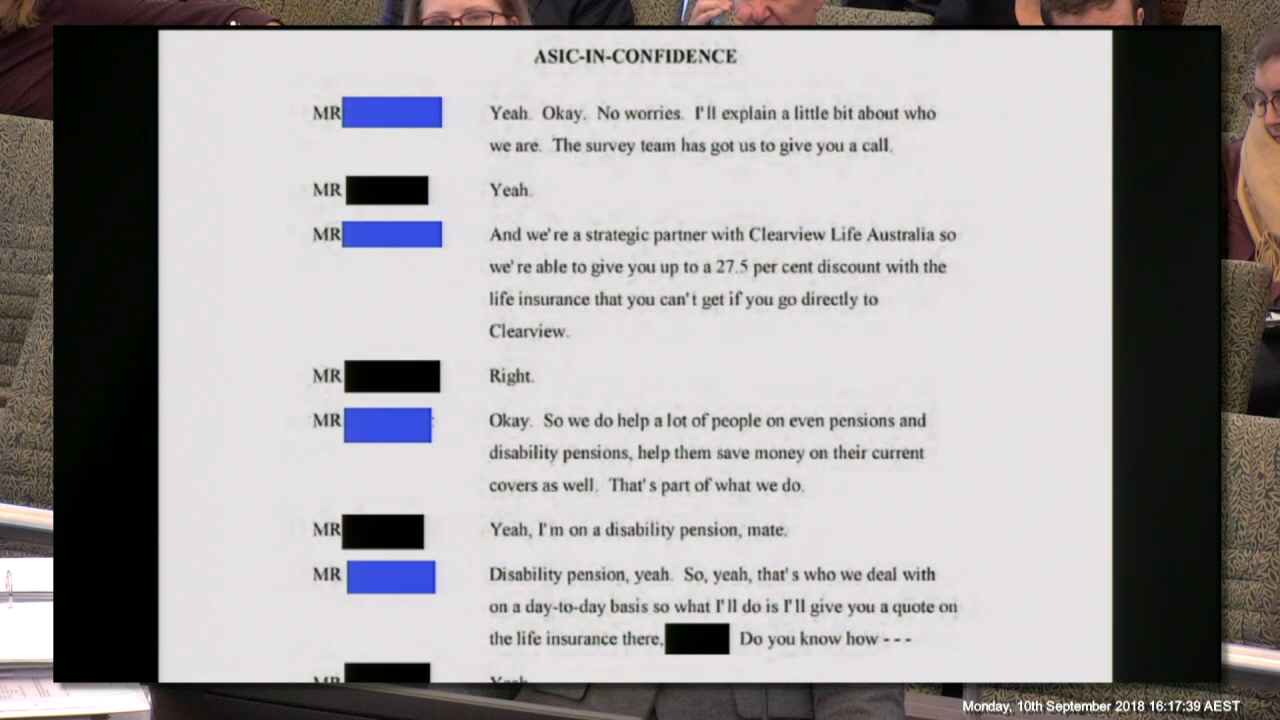 ASIC-IN-CONFIDENCE
MR Yeah. Okay. No worries. I'll explain a little bit about who
we are. The survey team has got us to give you a call.
MR Yeah.
MR And we're a strategic partner with Clearview Life Australia so
we're able to give you up to a 27.5 per cent discount with the
life insurance that you can't get if you go directly to
Clearview.
MR Right.
MR Okay. So we do help a lot of people on even pensions and
disability pensions, help them save money on their current
covers as well. That's part of what we do.
MR Yeah, I'm on a disability pension, mate.
MR Disability pension, yeah. So, yeah, that's who we deal with
on a day-to-day basis so what I'll do is I'll give you a quote on
the life insurance there, Do you know how - - -
MR Yeah.
Monday, 10th September 2018 16:17:39 AEST